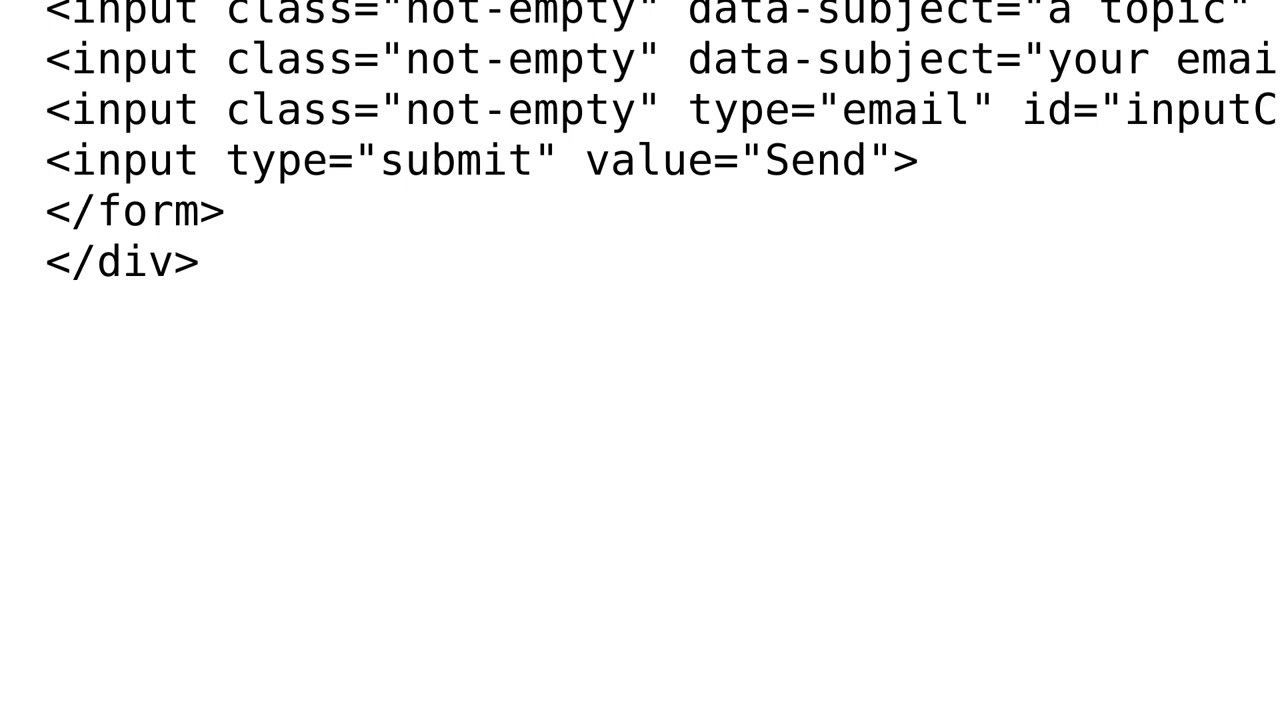 <input class="not-empty" data-subject="a topic"
<input class="not-empty" data-subject="your emai
<input class="not-empty" type="email" id="inputC
<input type="submit" value="Send">
</form>
</div>